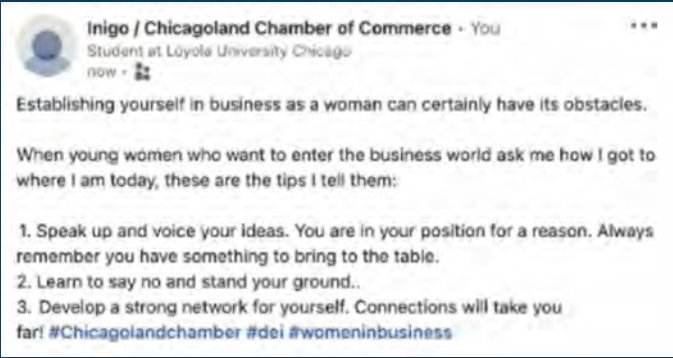 Inigo / Chicagoland Chamber of Commerce · You
Student at Loyola University Chicago
now ·
Establishing yourself in business as a woman can certainly have its obstacles.
When young women who want to enter the business world ask me how I got to
where I am today, these are the tips I tell them:
1. Speak up and voice your ideas. You are in your position for a reason. Always
remember you have something to bring to the table.
2. Learn to say no and stand your ground..
3. Develop a strong network for yourself. Connections will take you
far! #Chicagolandchamber #dei #womeninbusiness